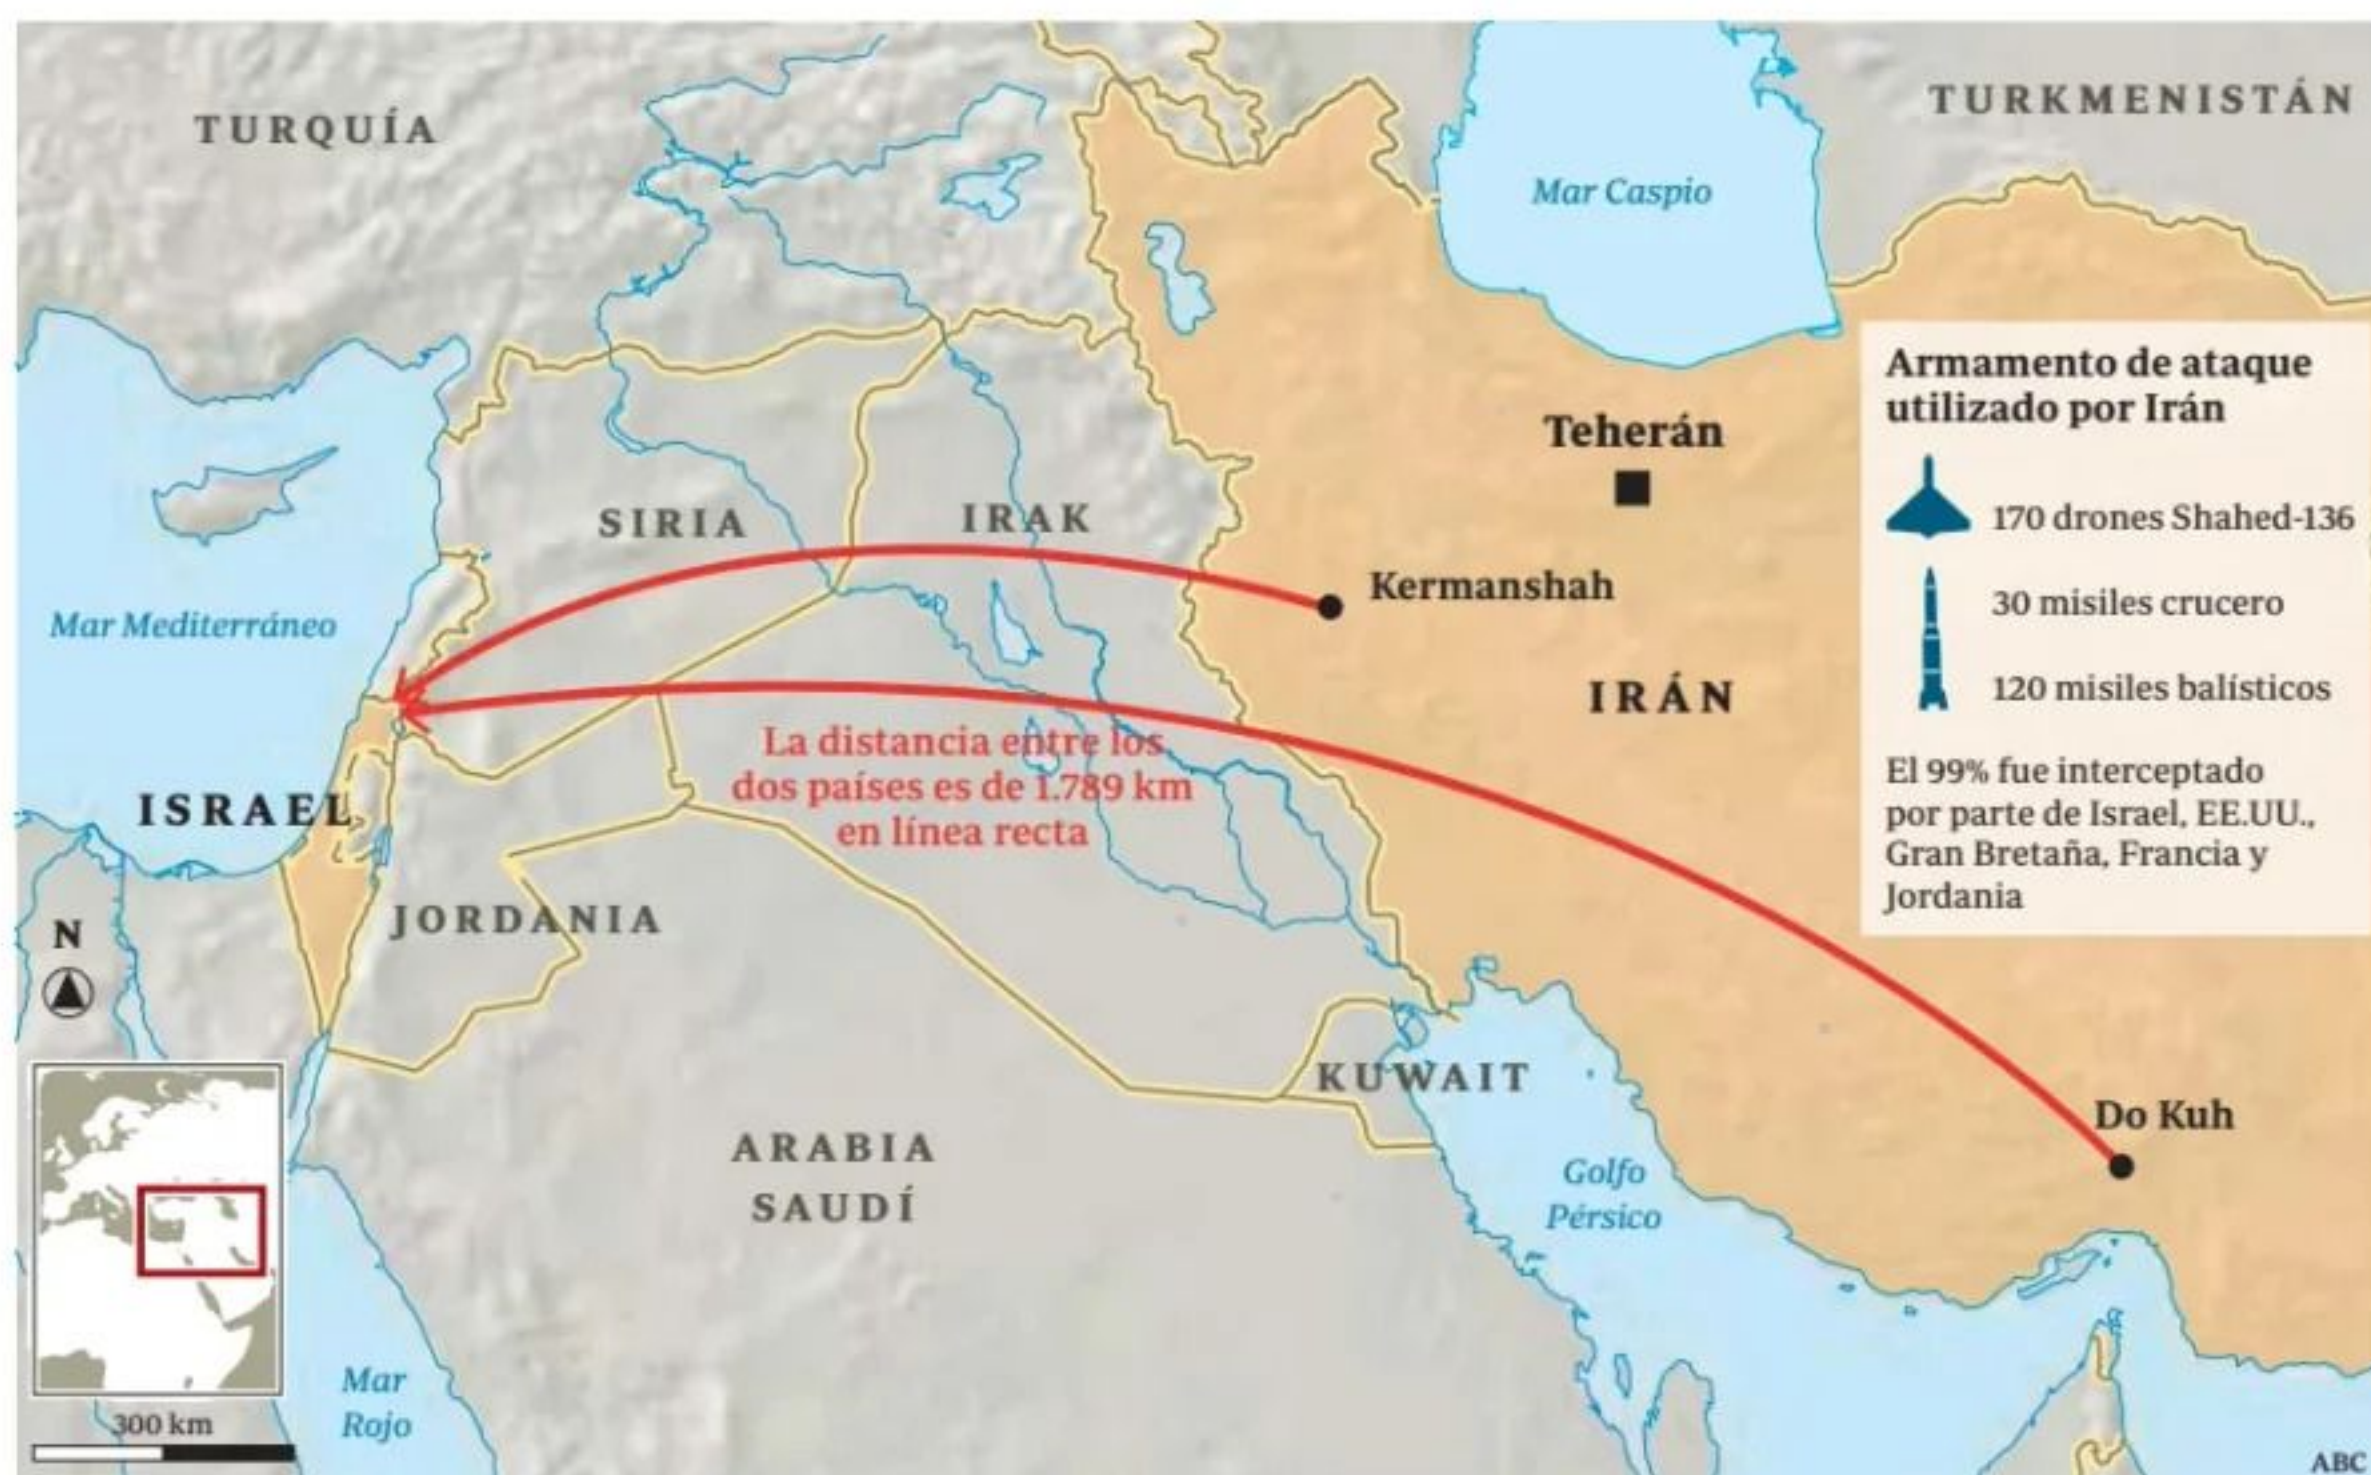 TURQUÍA
TURKMENISTÁN
Mar Caspio
Armamento de ataque
utilizado por Irán
170 drones Shahed-136
30 misiles crucero
120 misiles balísticos
El 99% fue interceptado
por parte de Israel, EE.UU.,
Gran Bretaña, Francia y
Jordania
Teherán
SIRIA
IRAK
Kermanshah
Mar Mediterráneo
IRÁN
La distancia entre los
dos países es de 1.789 km
en línea recta
ISRAEL
JORDANIA
N
KUWAIT
Do Kuh
ARABIA
SAUDÍ
Golfo
Pérsico
Mar
Rojo
300 km
ABC